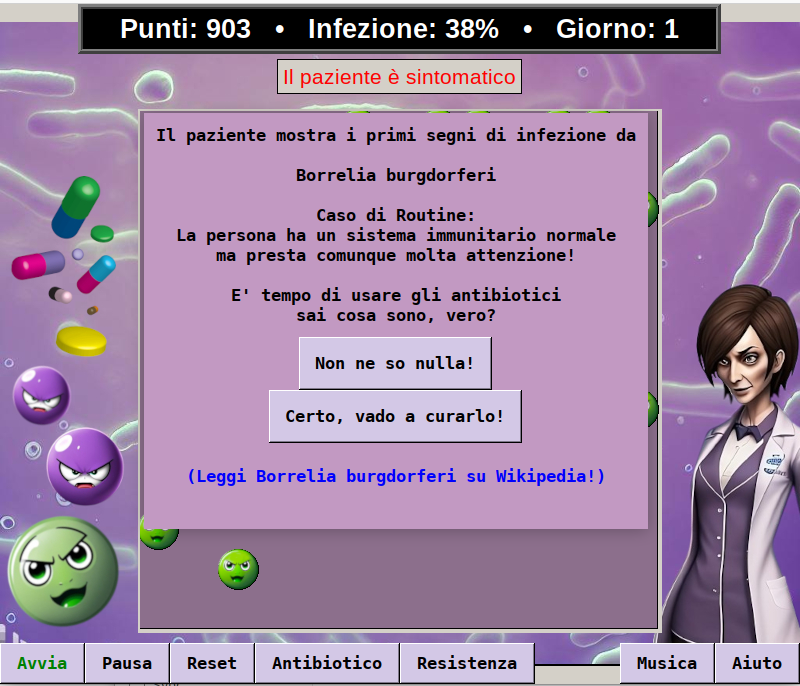 Punti: 903 • Infezione: 38% • Giorno: 1
Il paziente è sintomatico
Il paziente mostra i primi segni di infezione da
Borrelia burgdorferi
Caso di Routine:
La persona ha un sistema immunitario normale
ma presta comunque molta attenzione!
E' tempo di usare gli antibiotici
sai cosa sono, vero?
Non ne so nulla!
Certo, vado a curarlo!
(Leggi Borrelia burgdorferi su Wikipedia!)
Avvia Pausa Reset Antibiotico Resistenza Musica Aiuto